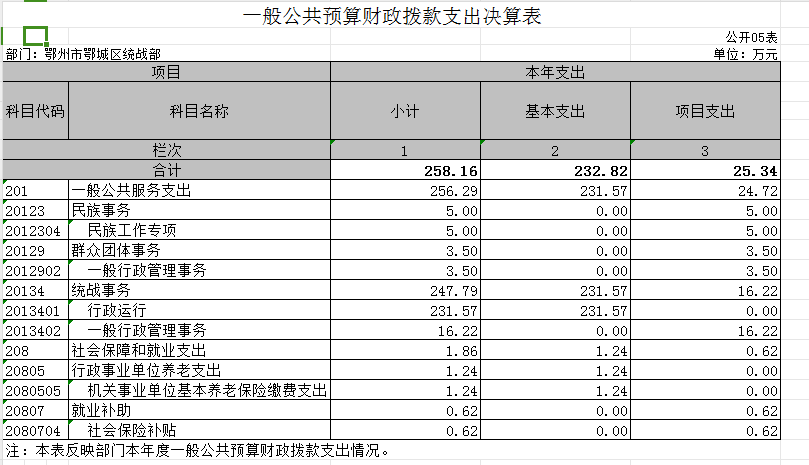 一般公共预算财政拨款支出决算表
公开05表
部门：鄂州市鄂城区统战部 单位：万元
项目 本年支出
科目代码 科目名称 小计 基本支出 项目支出
栏次 1 2 3
合计 258.16 232.82 25.34
201 一般公共服务支出 256.29 231.57 24.72
20123 民族事务 5.00 0.00 5.00
2012304 民族工作专项 5.00 0.00 5.00
20129 群众团体事务 3.50 0.00 3.50
2012902 一般行政管理事务 3.50 0.00 3.50
20134 统战事务 247.79 231.57 16.22
2013401 行政运行 231.57 231.57 0.00
2013402 一般行政管理事务 16.22 0.00 16.22
208 社会保障和就业支出 1.86 1.24 0.62
20805 行政事业单位养老支出 1.24 1.24 0.00
2080505 机关事业单位基本养老保险缴费支出 1.24 1.24 0.00
20807 就业补助 0.62 0.00 0.62
2080704 社会保险补贴 0.62 0.00 0.62
注：本表反映部门本年度一般公共预算财政拨款支出情况。